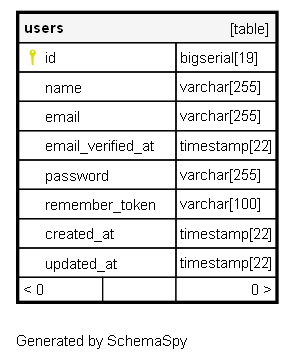 users [table]
id bigserial[19]
name varchar[255]
email varchar[255]
email_verified_at timestamp[22]
password varchar[255]
remember_token varchar[100]
created_at timestamp[22]
updated_at timestamp[22]
< 0 0 >
Generated by SchemaSpy